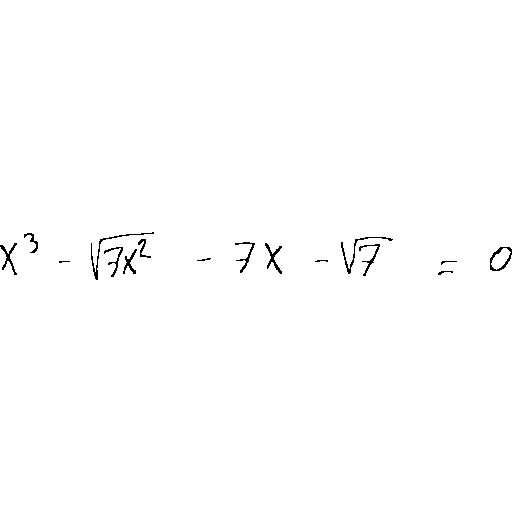 x³ - √(7x²) - 7x - √7 = 0